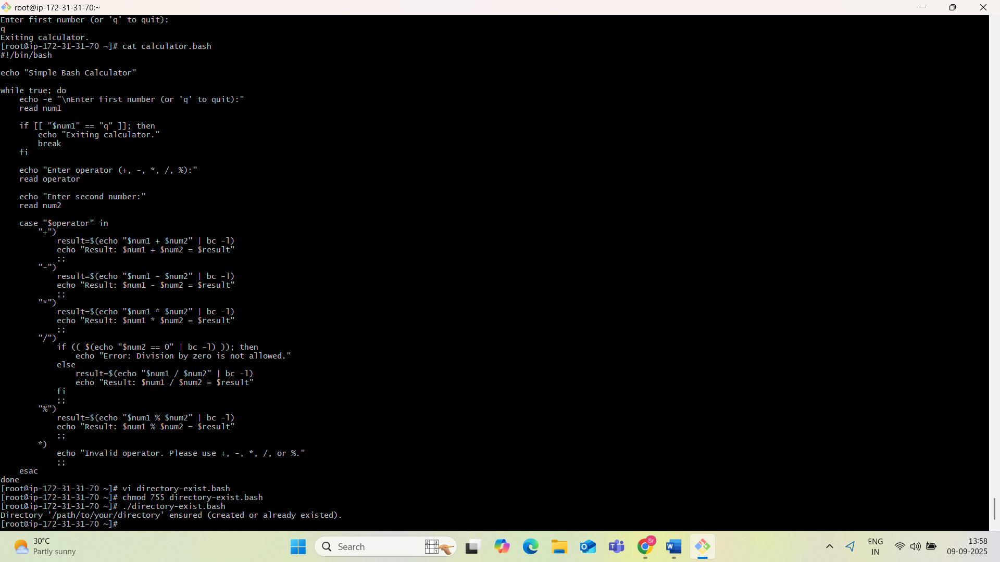 root@ip-172-31-31-70:~
Enter first number (or 'q' to quit):
q
Exiting calculator.
[root@ip-172-31-31-70 ~]# cat calculator.bash
#!/bin/bash

echo "Simple Bash Calculator"

while true; do
    echo -e "\nEnter first number (or 'q' to quit):"
    read num1

    if [[ "$num1" == "q" ]]; then
        echo "Exiting calculator."
        break
    fi

    echo "Enter operator (+, -, *, /, %):"
    read operator

    echo "Enter second number:"
    read num2

    case "$operator" in
        "+")
            result=$(echo "$num1 + $num2" | bc -l)
            echo "Result: $num1 + $num2 = $result"
            ;;
        "-")
            result=$(echo "$num1 - $num2" | bc -l)
            echo "Result: $num1 - $num2 = $result"
            ;;
        "*")
            result=$(echo "$num1 * $num2" | bc -l)
            echo "Result: $num1 * $num2 = $result"
            ;;
        "/")
            if (( $(echo "$num2 == 0" | bc -l) )); then
                echo "Error: Division by zero is not allowed."
            else
                result=$(echo "$num1 / $num2" | bc -l)
                echo "Result: $num1 / $num2 = $result"
            fi
            ;;
        "%")
            result=$(echo "$num1 % $num2" | bc -l)
            echo "Result: $num1 % $num2 = $result"
            ;;
        *)
            echo "Invalid operator. Please use +, -, *, /, or %."
            ;;
    esac
done
[root@ip-172-31-31-70 ~]# vi directory-exist.bash
[root@ip-172-31-31-70 ~]# chmod 755 directory-exist.bash
[root@ip-172-31-31-70 ~]# ./directory-exist.bash
Directory '/path/to/your/directory' ensured (created or already existed).
[root@ip-172-31-31-70 ~]#
30°C
Partly sunny
Search
Sr
ENG
IN
13:58
09-09-2025